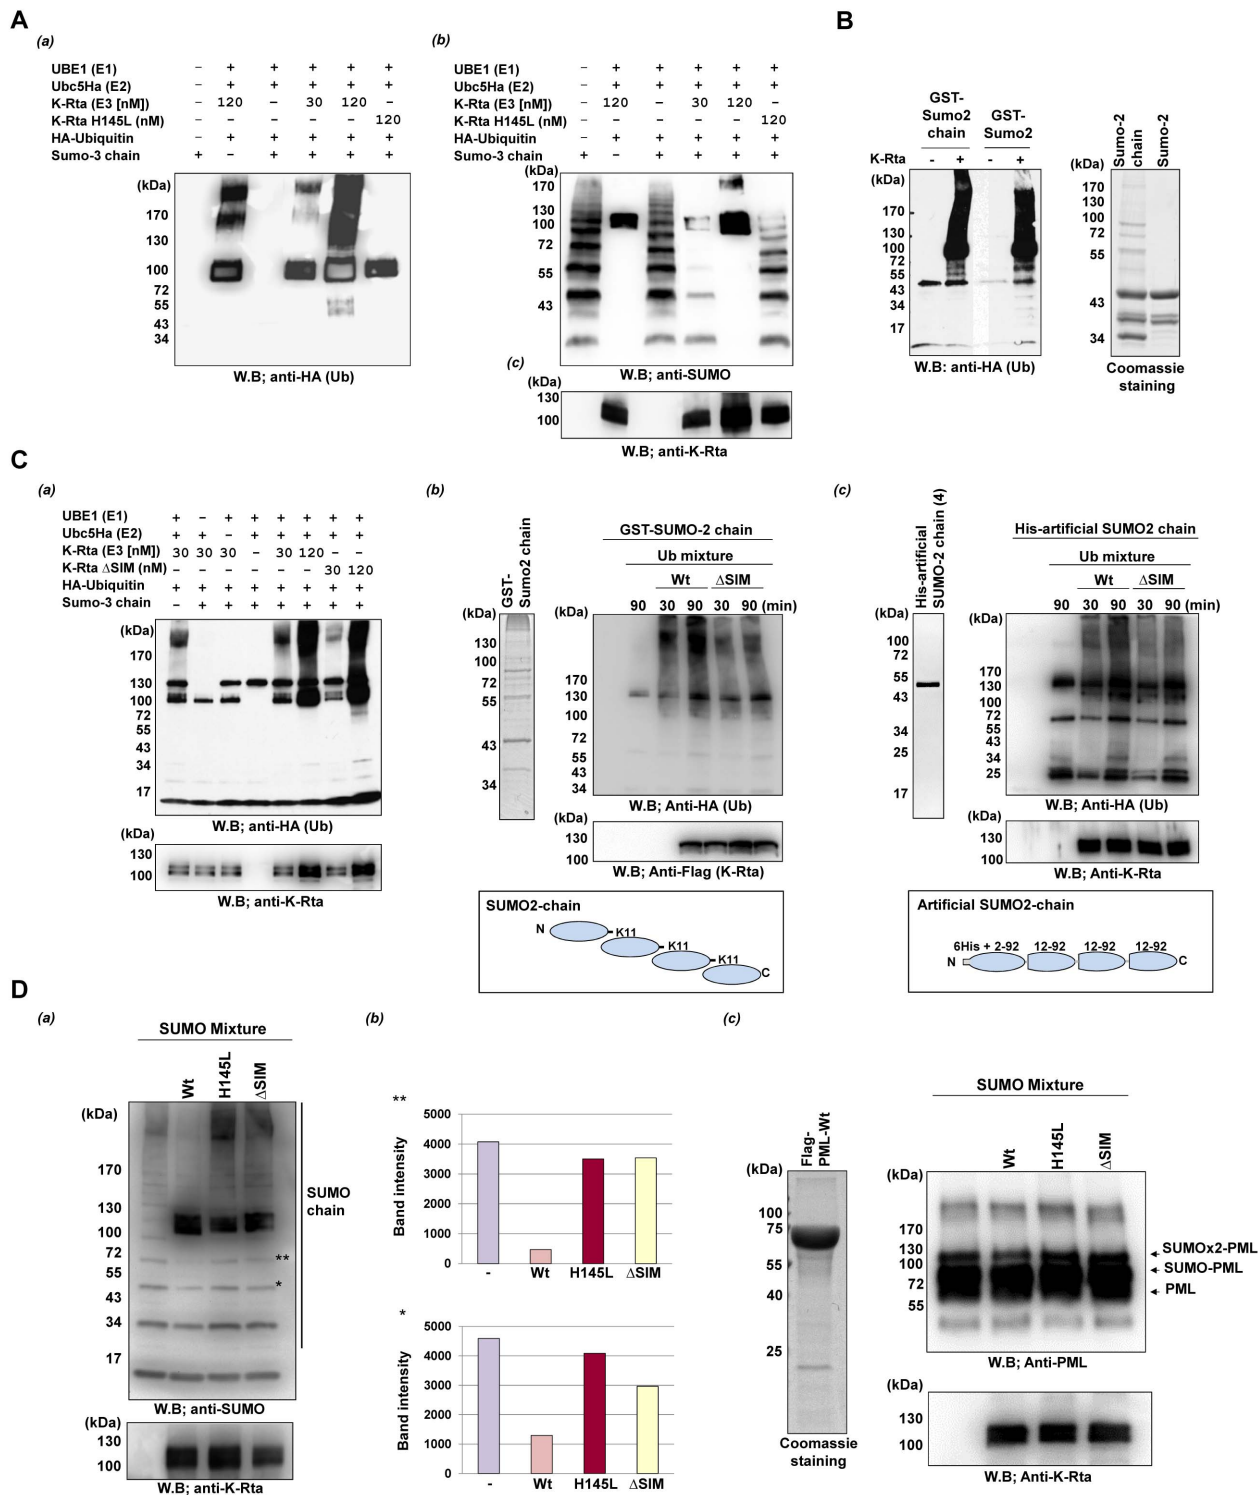 A
(a)
UBE1 (E1) – + + + + +
Ubc5Ha (E2) – + + + + +
K-Rta (E3 [nM]) – 120 – 30 120 –
K-Rta H145L (nM) – – – – – 120
HA-Ubiquitin – + + + + +
Sumo-3 chain + – + + + +
(kDa)
170
130
100
72
55
43
34
W.B; anti-HA (Ub)
(b)
UBE1 (E1) – + + + + +
Ubc5Ha (E2) – + + + + +
K-Rta (E3 [nM]) – 120 – 30 120 –
K-Rta H145L (nM) – – – – – 120
HA-Ubiquitin – + + + + +
Sumo-3 chain + – + + + +
(kDa)
170
130
100
72
55
43
W.B; anti-SUMO
(c)
(kDa)
130
100
W.B; anti-K-Rta
B
GST-
Sumo2
chain
GST-
Sumo2
K-Rta - + - +
(kDa)
170
130
100
72
55
43
34
17
W.B: anti-HA (Ub)
Sumo-2
chain
Sumo-2
(kDa)
170
130
100
72
55
43
34
Coomassie
staining
C
(a)
UBE1 (E1) + – + + + + + +
Ubc5Ha (E2) + + – + + + + +
K-Rta (E3 [nM]) 30 30 30 – 30 120 – –
K-Rta ΔSIM (nM) – – – – – – 30 120
HA-Ubiquitin + + + + + + + +
Sumo-3 chain – + + + + + + +
(kDa)
170
130
100
72
55
43
34
17
W.B; anti-HA (Ub)
(kDa)
130
100
W.B; anti-K-Rta
(b)
GST-
Sumo2 chain
(kDa)
130
100
72
55
43
34
GST-SUMO-2 chain
Ub mixture
Wt ΔSIM
90 30 90 30 90 (min)
(kDa)
170
130
100
72
55
43
34
W.B; Anti-HA (Ub)
(kDa)
130
100
W.B; Anti-Flag (K-Rta)
SUMO2-chain
N
K11
K11
K11
C
(c)
His-artificial
SUMO-2 chain (4)
(kDa)
100
72
55
43
34
25
17
His-artificial SUMO2 chain
Ub mixture
Wt ΔSIM
90 30 90 30 90 (min)
(kDa)
170
130
100
72
55
43
34
25
W.B; Anti-HA (Ub)
(kDa)
130
100
W.B; Anti-K-Rta
Artificial SUMO2-chain
6His + 2-92 12-92 12-92 12-92
N C
D
(a)
SUMO Mixture
Wt H145L ΔSIM
(kDa)
170
130
100
72
55
43
34
17
SUMO
chain
**
*
W.B; anti-SUMO
(kDa)
130
100
W.B; anti-K-Rta
(b)
**
Band intensity
5000
4000
3000
2000
1000
0
- Wt H145L ΔSIM
*
Band intensity
5000
4000
3000
2000
1000
0
- Wt H145L ΔSIM
(c)
Flag-
PML-Wt
(kDa)
100
75
55
40
25
Coomassie
staining
SUMO Mixture
Wt H145L ΔSIM
(kDa)
170
130
100
72
55
SUMOx2-PML
SUMO-PML
PML
W.B; Anti-PML
(kDa)
130
100
W.B; Anti-K-Rta